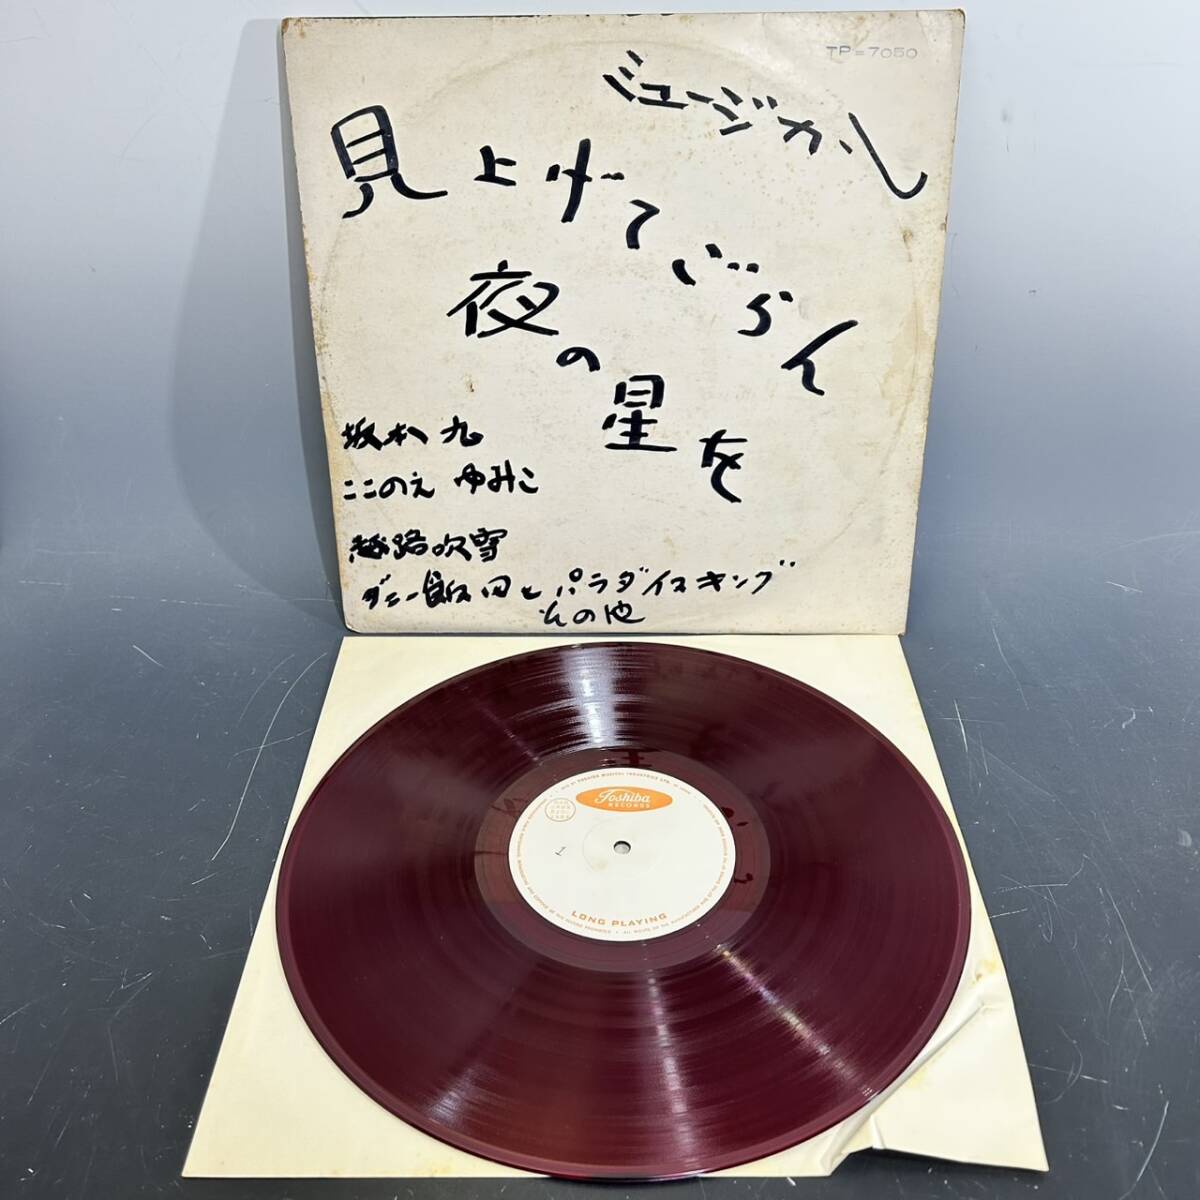 TP-7050
ミュージカル
見上げてごらん
夜の星を
坂本九
ここのえ ゆみこ
越路吹雪
ダニー飯田とパラダイスキング
その他
Toshiba
RECORDS
1
LONG PLAYING